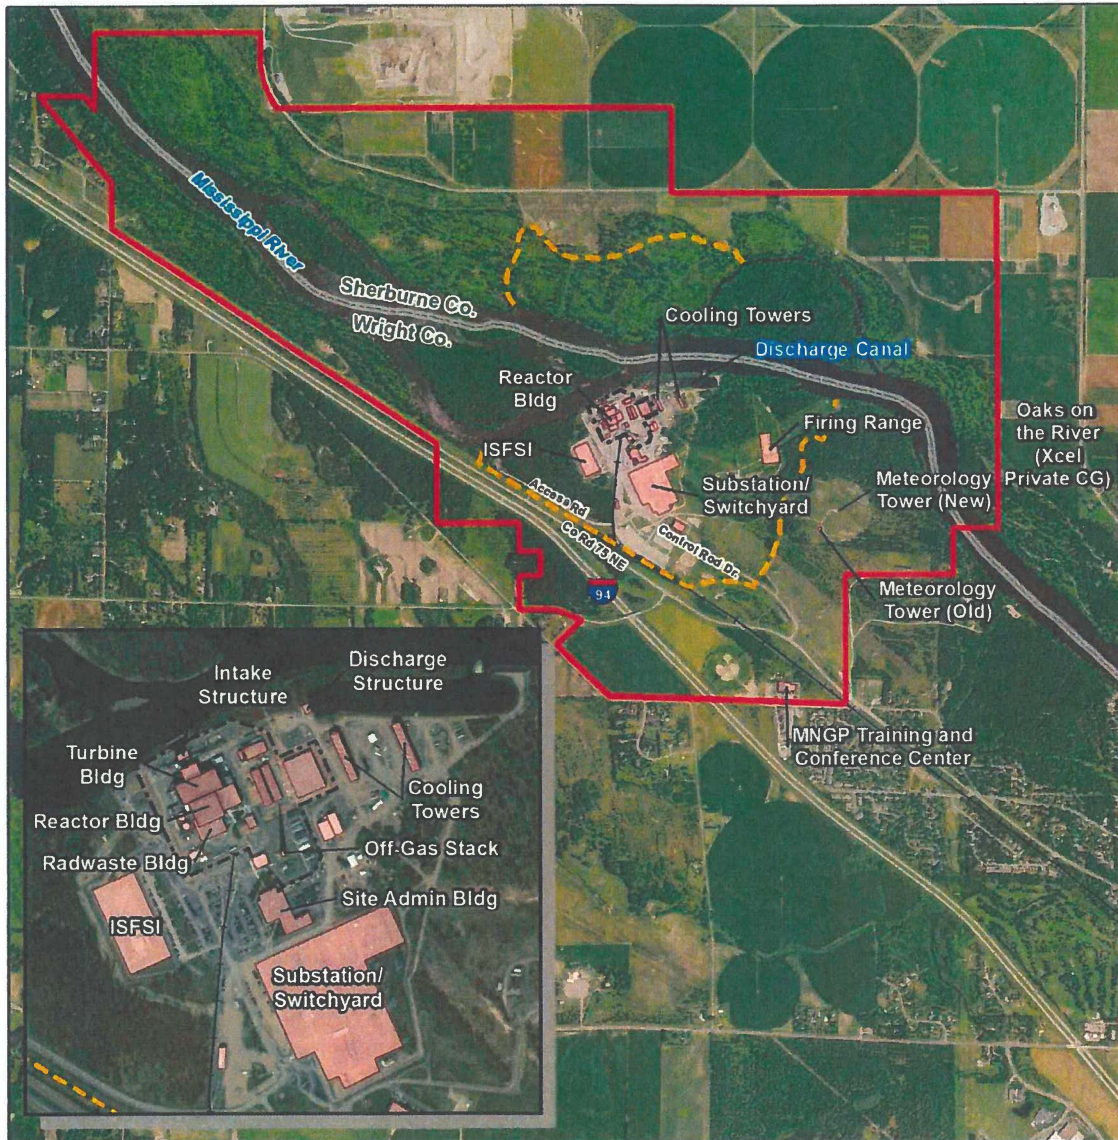 Mississippi River
Sherburne Co.
Wright Co.
Cooling Towers
Discharge Canal
Reactor
Bldg
Firing Range
Oaks on
the River
(Xcel
Private CG)
ISFSI
Substation/
Switchyard
Meteorology
Tower (New)
Access Rd
Co Rd 75 NE
Control Rod Dr.
94
Meteorology
Tower (Old)
MNGP Training and
Conference Center
Intake
Structure
Discharge
Structure
Turbine
Bldg
Cooling
Towers
Reactor Bldg
Radwaste Bldg
Off-Gas Stack
Site Admin Bldg
ISFSI
Substation/
Switchyard